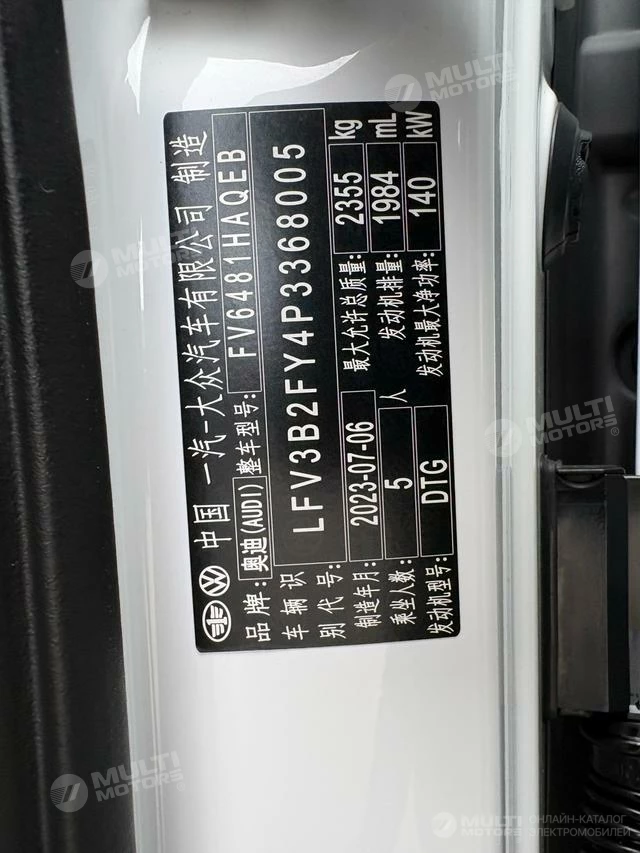 中国 一汽-大众汽车有限公司 制造
品牌: 奥迪(AUDI) 整车型号: FV6481HAQEB
车辆识别代号: LFV3B2FY4P3368005
制造年月: 2023-07-06 最大允许总质量: 2355 kg
乘坐人数: 5 人 发动机排量: 1984 mL
发动机型号: DTG 发动机最大净功率: 140 kW
MULTI MOTORS
MULTI MOTORS
MULTI MOTORS®
MULTI MOTORS®
MULTI MOTORS
ОНЛАЙН-КАТАЛОГ
ЭЛЕКТРОМОБИЛЕЙ